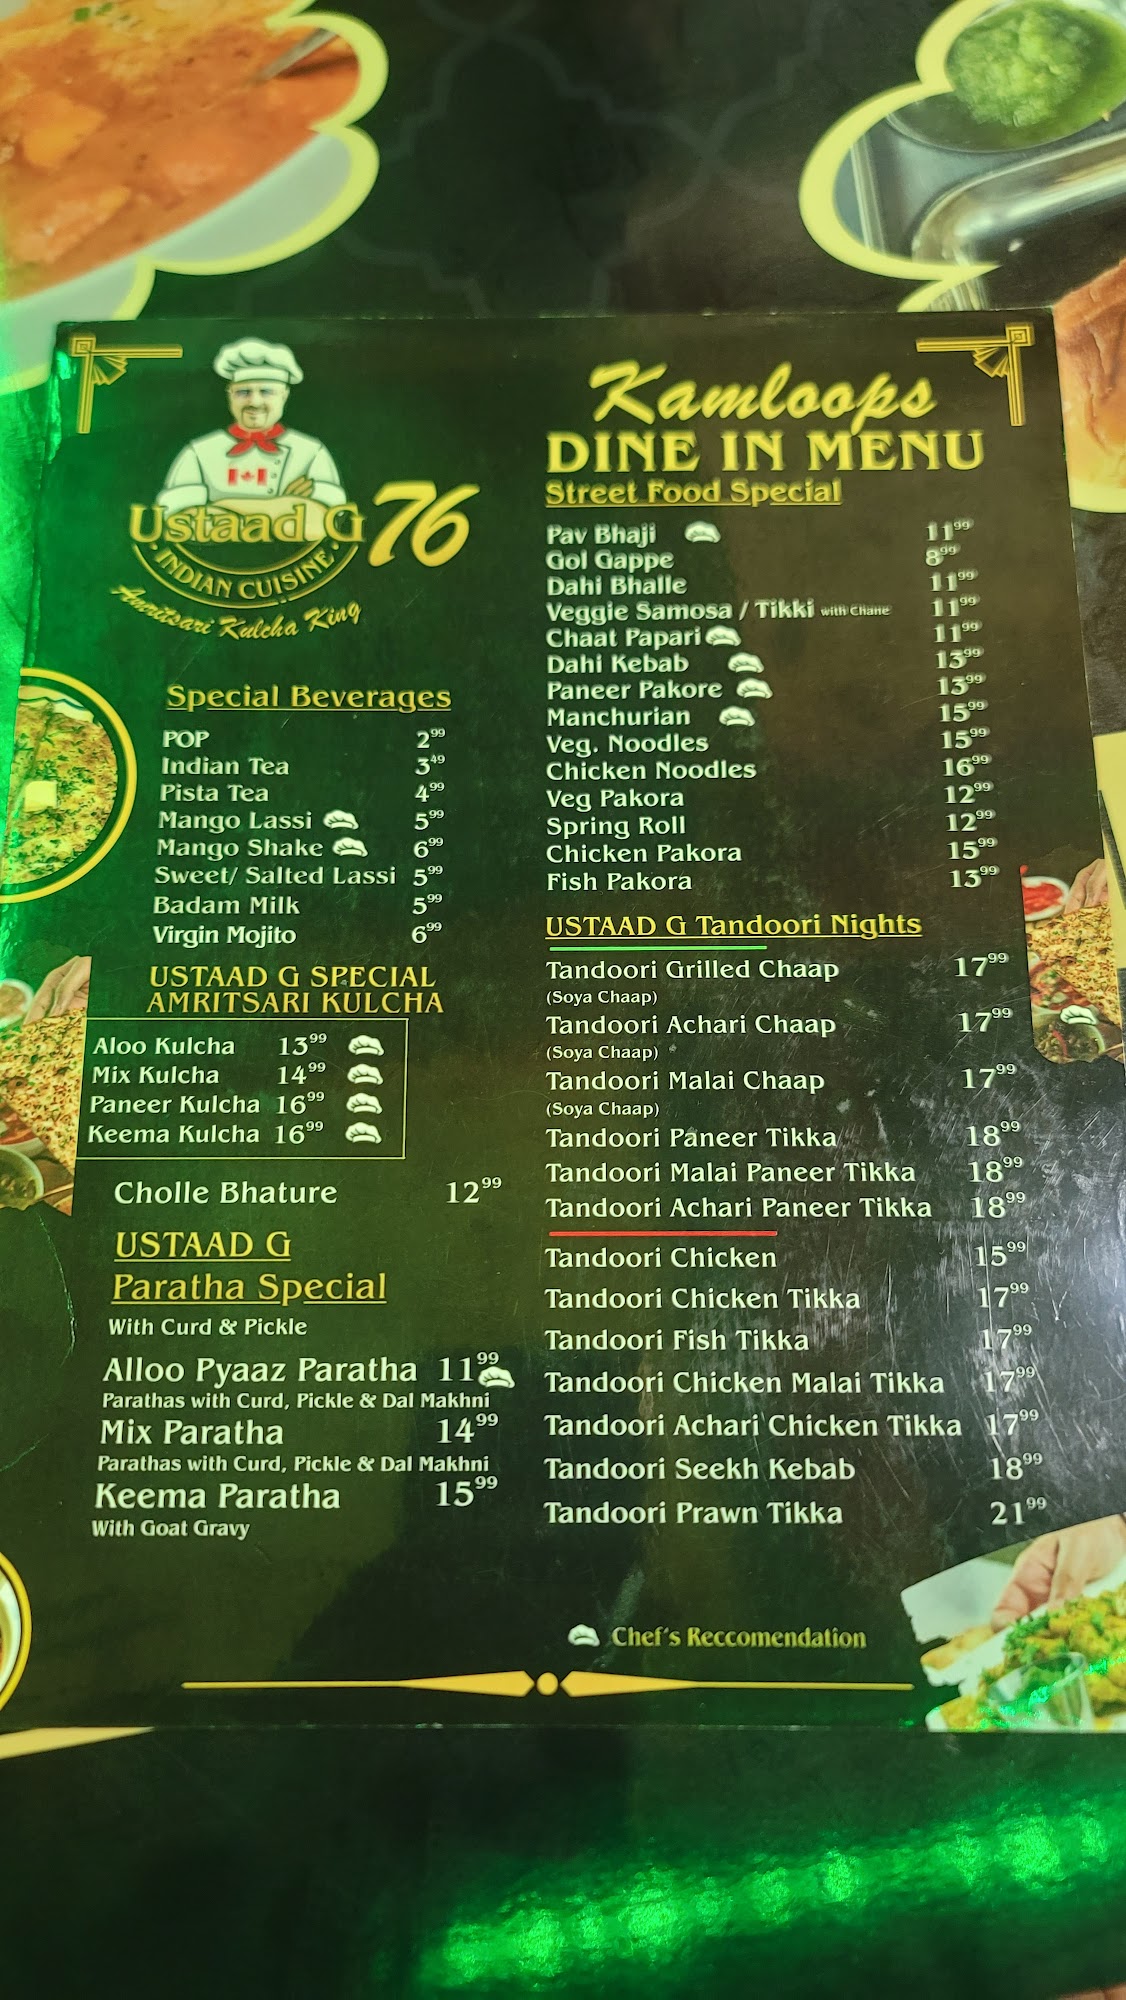 Ustaad G 76
INDIAN CUISINE
Amritsari Kulcha King
Special Beverages
POP 2.99
Indian Tea 3.49
Pista Tea 4.99
Mango Lassi 5.99
Mango Shake 6.99
Sweet/ Salted Lassi 5.99
Badam Milk 5.99
Virgin Mojito 6.99
USTAAD G SPECIAL
AMRITSARI KULCHA
Aloo Kulcha 13.99
Mix Kulcha 14.99
Paneer Kulcha 16.99
Keema Kulcha 16.99
Cholle Bhature 12.99
USTAAD G
Paratha Special
With Curd & Pickle
Alloo Pyaaz Paratha 11.99
Parathas with Curd, Pickle & Dal Makhni
Mix Paratha 14.99
Parathas with Curd, Pickle & Dal Makhni
Keema Paratha 15.99
With Goat Gravy
Kamloops
DINE IN MENU
Street Food Special
Pav Bhaji 11.99
Gol Gappe 8.99
Dahi Bhalle 11.99
Veggie Samosa / Tikki with Chane 11.99
Chaat Papari 11.99
Dahi Kebab 13.99
Paneer Pakore 13.99
Manchurian 15.99
Veg. Noodles 15.99
Chicken Noodles 16.99
Veg Pakora 12.99
Spring Roll 12.99
Chicken Pakora 15.99
Fish Pakora 13.99
USTAAD G Tandoori Nights
Tandoori Grilled Chaap 17.99
(Soya Chaap)
Tandoori Achari Chaap 17.99
(Soya Chaap)
Tandoori Malai Chaap 17.99
(Soya Chaap)
Tandoori Paneer Tikka 18.99
Tandoori Malai Paneer Tikka 18.99
Tandoori Achari Paneer Tikka 18.99
Tandoori Chicken 15.99
Tandoori Chicken Tikka 17.99
Tandoori Fish Tikka 17.99
Tandoori Chicken Malai Tikka 17.99
Tandoori Achari Chicken Tikka 17.99
Tandoori Seekh Kebab 18.99
Tandoori Prawn Tikka 21.99
Chef's Reccomendation